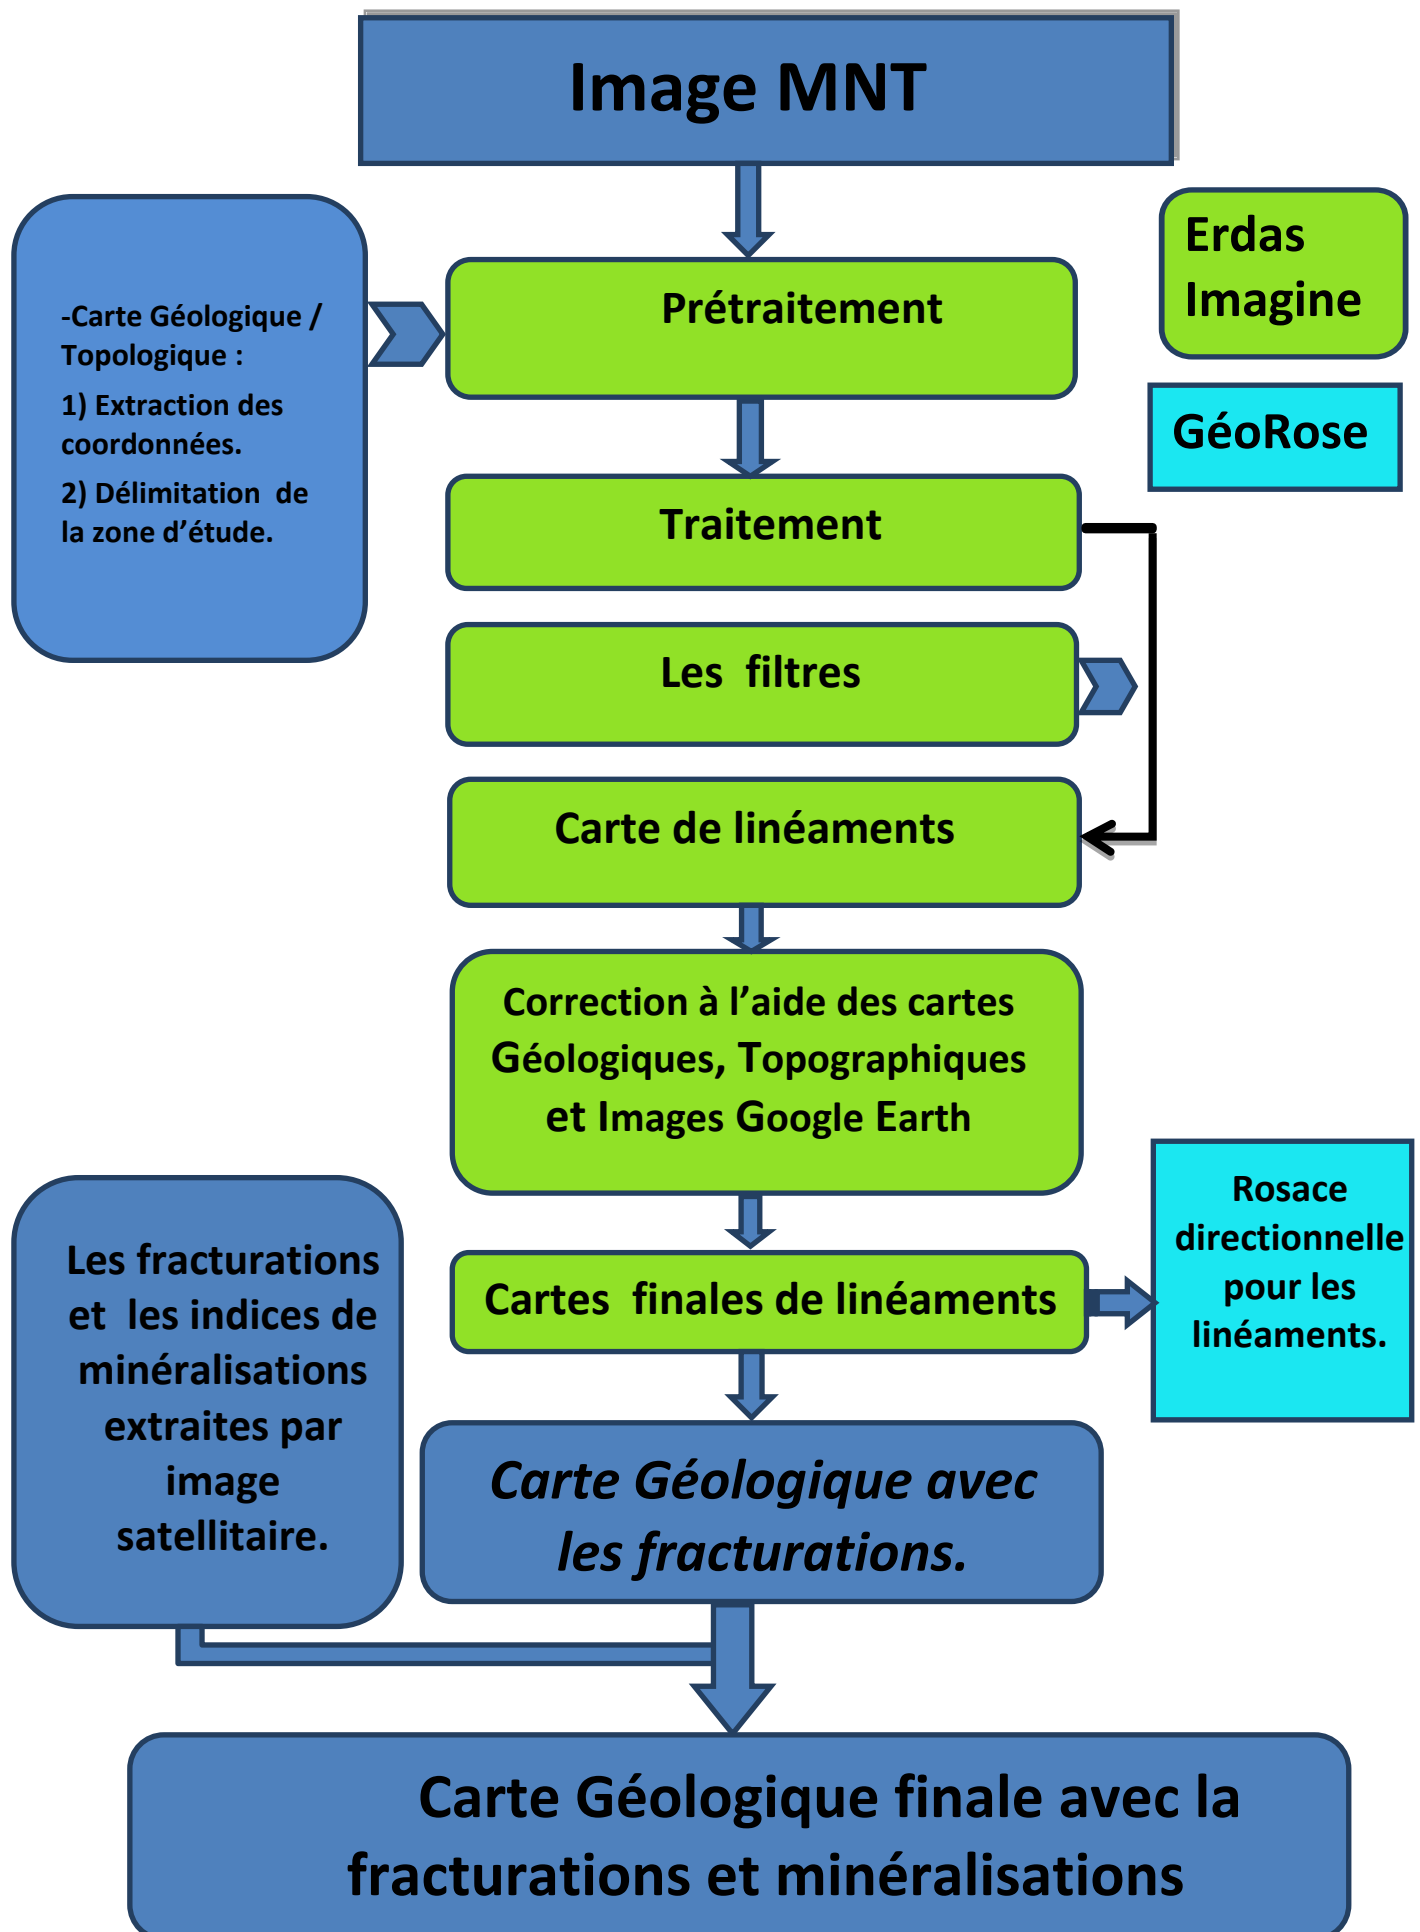 Image MNT
Erdas
Imagine
GéoRose
-Carte Géologique /
Topologique :
1) Extraction des
coordonnées.
2) Délimitation  de
la zone d’étude.
Prétraitement
Traitement
Les  filtres
Carte de linéaments
Correction à l’aide des cartes
Géologiques, Topographiques
et Images Google Earth
Cartes  finales de linéaments
Rosace
directionnelle
pour les
linéaments.
Les fracturations
et  les indices de
minéralisations
extraites par
image
satellitaire.
Carte Géologique avec
les fracturations.
Carte Géologique finale avec la
fracturations et minéralisations